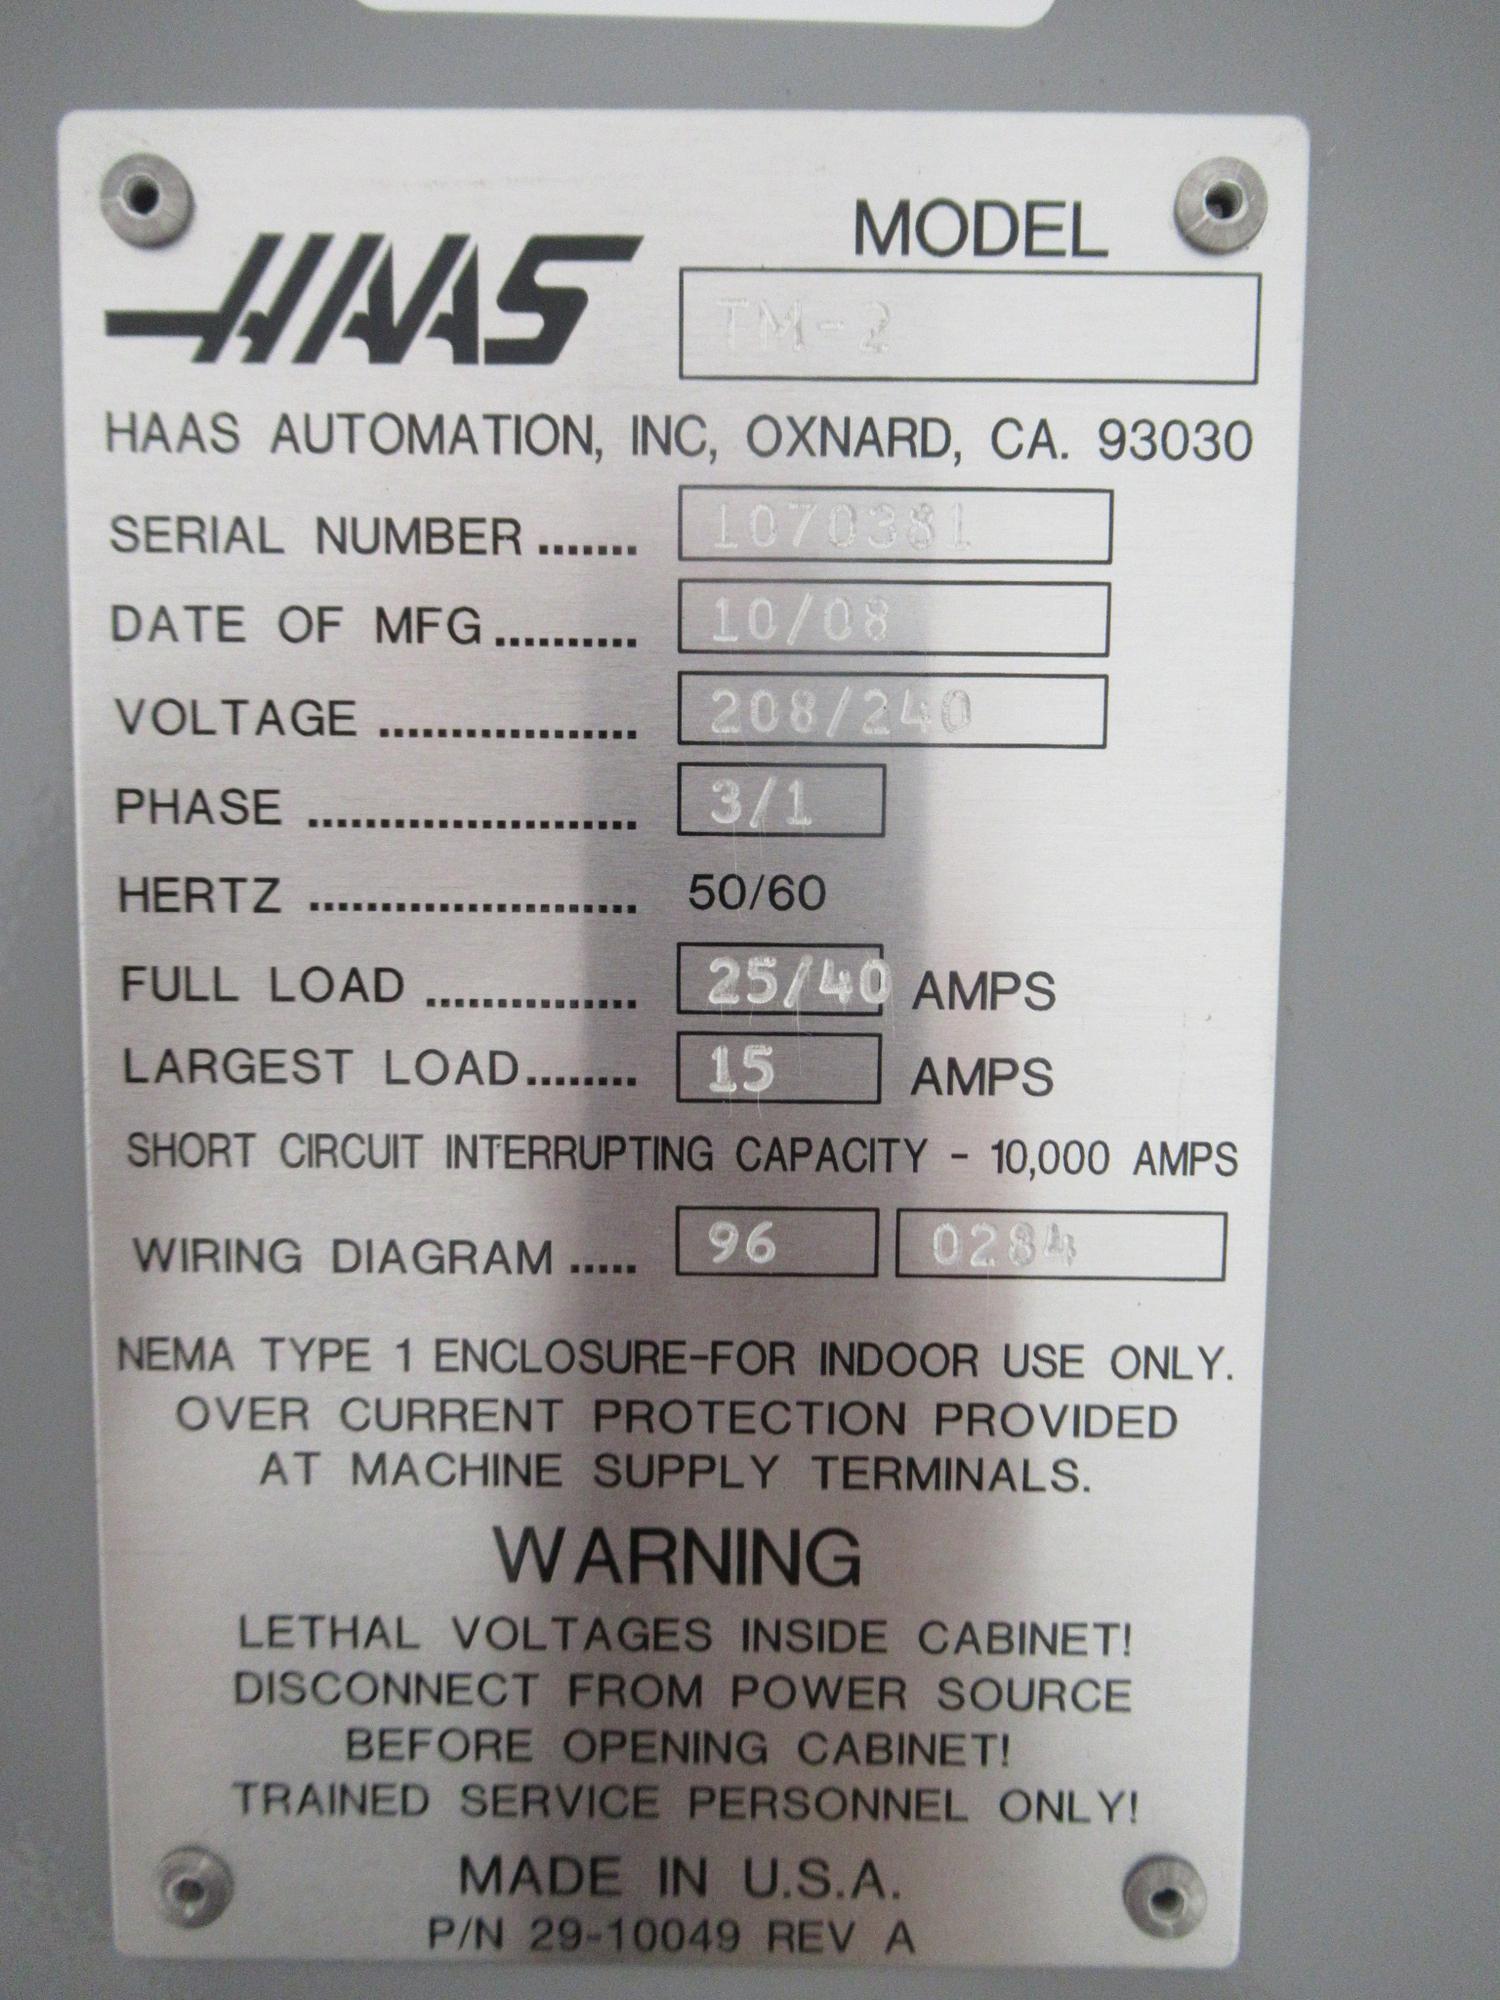 HAAS
MODEL
TM-2
HAAS AUTOMATION, INC, OXNARD, CA. 93030
SERIAL NUMBER ....... 1070381
DATE OF MFG .......... 10/08
VOLTAGE .................. 208/240
PHASE ....................... 3/1
HERTZ ....................... 50/60
FULL LOAD ............... 25/40 AMPS
LARGEST LOAD ........ 15 AMPS
SHORT CIRCUIT INTERRUPTING CAPACITY - 10,000 AMPS
WIRING DIAGRAM ..... 96 0284
NEMA TYPE 1 ENCLOSURE-FOR INDOOR USE ONLY.
OVER CURRENT PROTECTION PROVIDED
AT MACHINE SUPPLY TERMINALS.
WARNING
LETHAL VOLTAGES INSIDE CABINET!
DISCONNECT FROM POWER SOURCE
BEFORE OPENING CABINET!
TRAINED SERVICE PERSONNEL ONLY!
MADE IN U.S.A.
P/N 29-10049 REV A